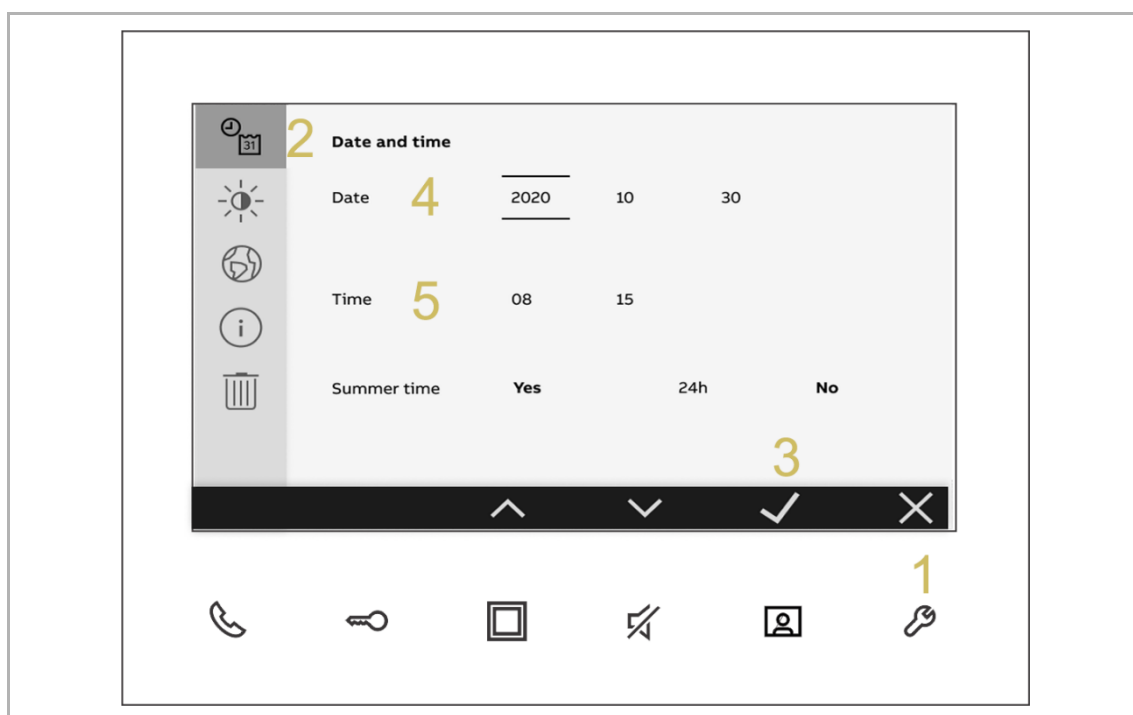 31
2 Date and time
Date 4 2020 10 30
Time 5 08 15
i
Summer time Yes 24h No
3
1